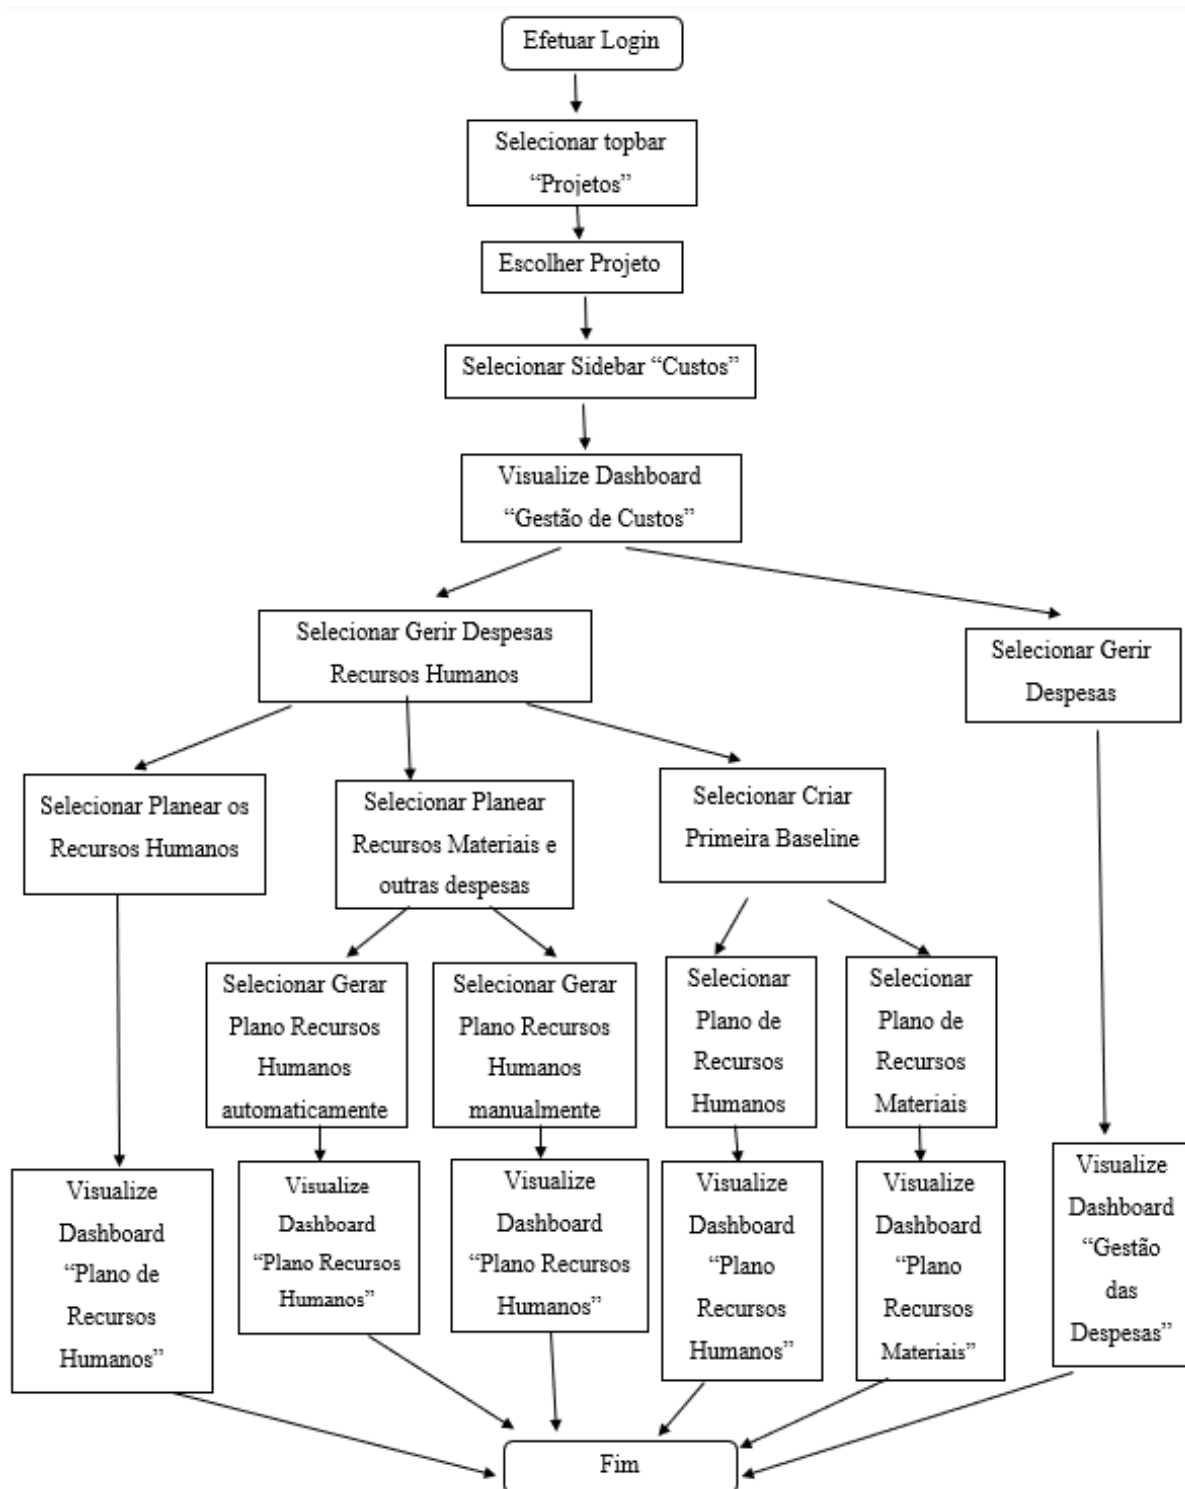 Efetuar Login
Selecionar topbar
“Projetos”
Escolher Projeto
Selecionar Sidebar “Custos”
Visualize Dashboard
“Gestão de Custos”
Selecionar Gerir Despesas
Recursos Humanos
Selecionar Gerir
Despesas
Selecionar Planear os
Recursos Humanos
Selecionar Planear
Recursos Materiais e
outras despesas
Selecionar Criar
Primeira Baseline
Selecionar Gerar
Plano Recursos
Humanos
automaticamente
Selecionar Gerar
Plano Recursos
Humanos
manualmente
Selecionar
Plano de
Recursos
Humanos
Selecionar
Plano de
Recursos
Materiais
Visualize
Dashboard
“Plano de
Recursos
Humanos”
Visualize
Dashboard
“Plano Recursos
Humanos”
Visualize
Dashboard
“Plano Recursos
Humanos”
Visualize
Dashboard
“Plano
Recursos
Humanos”
Visualize
Dashboard
“Plano
Recursos
Materiais”
Visualize
Dashboard
“Gestão
das
Despesas”
Fim